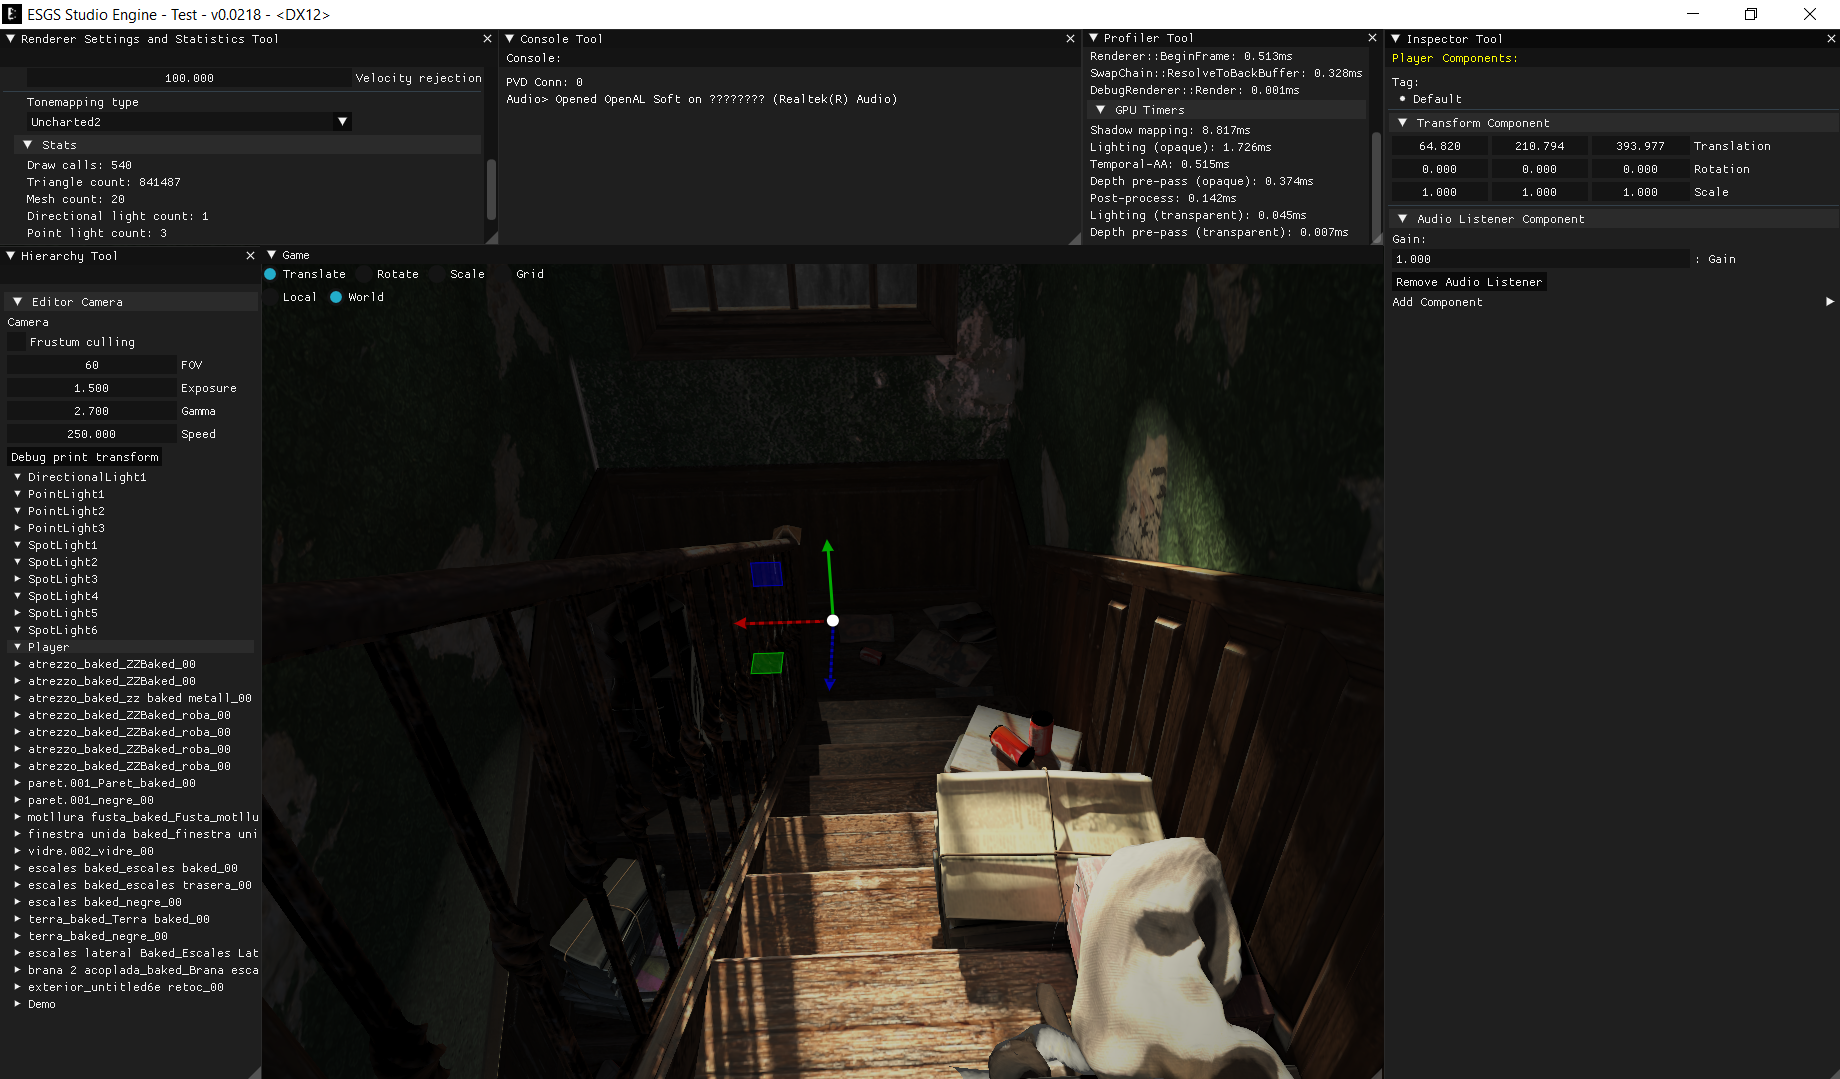 ESGS Studio Engine - Test - v0.0218 - <DX12>
Renderer Settings and Statistics Tool
100.000 Velocity rejection
Tonemapping type
Uncharted2
Stats
Draw calls: 540
Triangle count: 841487
Mesh count: 20
Directional light count: 1
Point light count: 3
Console Tool
Console:
PVD Conn: 0
Audio> Opened OpenAL Soft on ???????? (Realtek(R) Audio)
Profiler Tool
Renderer::BeginFrame: 0.513ms
SwapChain::ResolveToBackBuffer: 0.328ms
DebugRenderer::Render: 0.001ms
GPU Timers
Shadow mapping: 8.817ms
Lighting (opaque): 1.726ms
Temporal-AA: 0.515ms
Depth pre-pass (opaque): 0.374ms
Post-process: 0.142ms
Lighting (transparent): 0.045ms
Depth pre-pass (transparent): 0.007ms
Inspector Tool
Player Components:
Tag:
Default
Transform Component
64.820 210.794 393.977 Translation
0.000 0.000 0.000 Rotation
1.000 1.000 1.000 Scale
Audio Listener Component
Gain:
1.000 : Gain
Remove Audio Listener
Add Component
Hierarchy Tool
Editor Camera
Camera
Frustum culling
60 FOV
1.500 Exposure
2.700 Gamma
250.000 Speed
Debug print transform
DirectionalLight1
PointLight1
PointLight2
PointLight3
SpotLight1
SpotLight2
SpotLight3
SpotLight4
SpotLight5
SpotLight6
Player
atrezzo_baked_ZZBaked_00
atrezzo_baked_ZZBaked_00
atrezzo_baked_zz baked metall_00
atrezzo_baked_ZZBaked_roba_00
atrezzo_baked_ZZBaked_roba_00
atrezzo_baked_ZZBaked_roba_00
atrezzo_baked_ZZBaked_roba_00
paret.001_Paret_baked_00
paret.001_negre_00
motllura fusta_baked_Fusta_motllu
finestra unida baked_finestra uni
vidre.002_vidre_00
escales baked_escales baked_00
escales baked_escales trasera_00
escales baked_negre_00
terra_baked_Terra baked_00
terra_baked_negre_00
escales lateral Baked_Escales Lat
brana 2 acoplada_baked_Brana esca
exterior_untitled6e retoc_00
Demo
Game
Translate Rotate Scale Grid
Local World